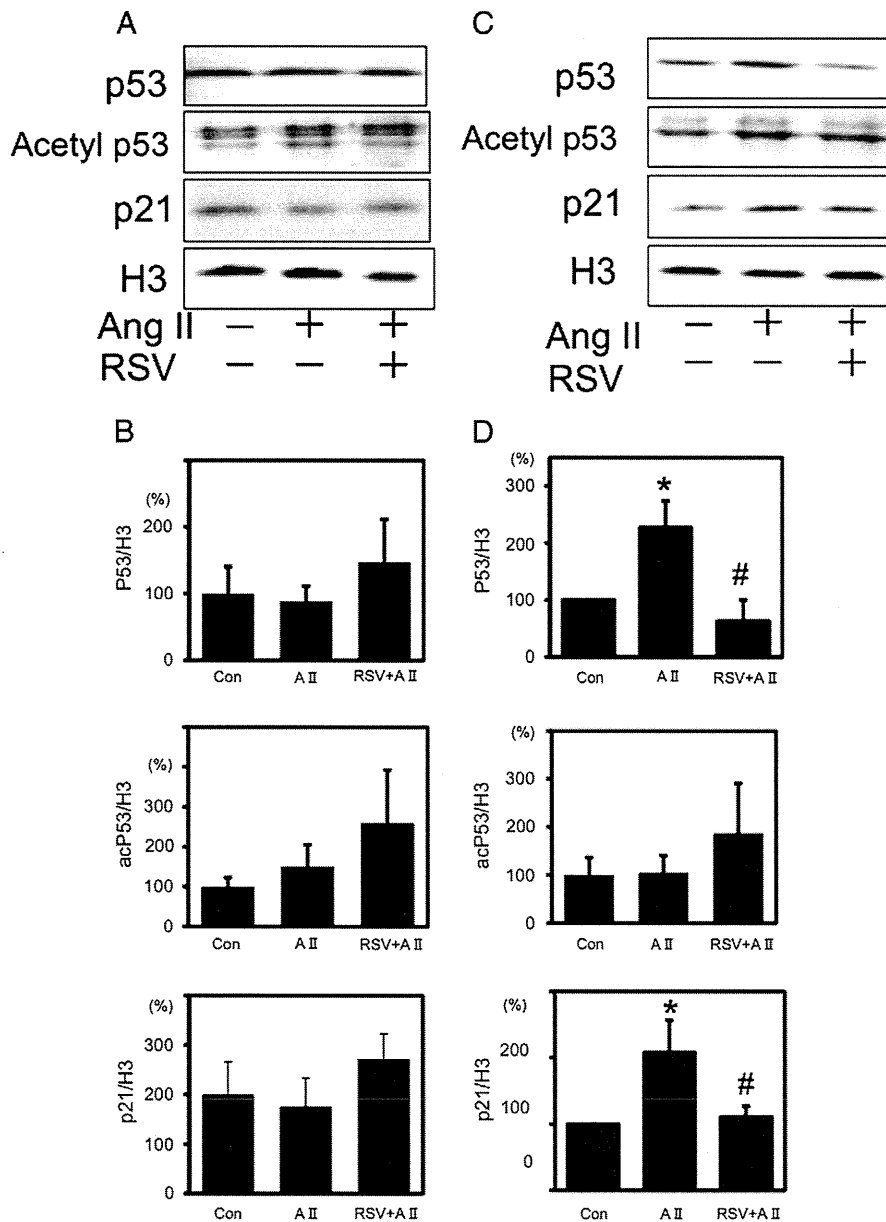 A
p53
Acetyl p53
p21
H3
Ang II − + +
RSV − − +
C
p53
Acetyl p53
p21
H3
Ang II − + +
RSV − − +
B
(%)
P53/H3
200
100
0
Con A II RSV+A II
(%)
acP53/H3
300
200
100
0
Con A II RSV+A II
(%)
p21/H3
300
200
100
0
Con A II RSV+A II
D
(%)
P53/H3
300
200
100
0
*
#
Con A II RSV+A II
(%)
acP53/H3
300
200
100
0
Con A II RSV+A II
(%)
p21/H3
200
100
0
*
#
Con A II RSV+A II